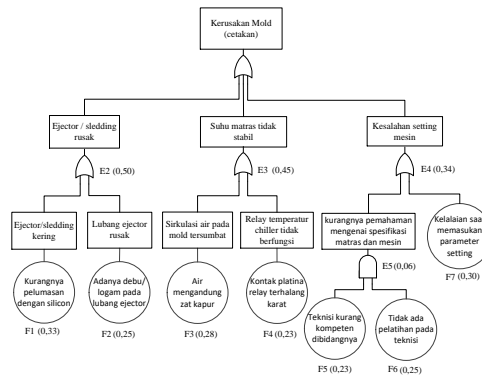 Kerusakan Mold
(cetakan)
Ejector / sledding
rusak
Suhu matras tidak
stabil
Kesalahan setting
mesin
E2 (0,50)
E3 (0,45)
E4 (0,34)
Ejector/sledding
kering
Lubang ejector
rusak
Sirkulasi air pada
mold tersumbat
Relay temperatur
chiller tidak
berfungsi
kurangnya pemahaman
mengenai spesifikasi
matras dan mesin
Kelalaian saa
memasukan
parameter
setting
F7 (0,30)
E5 (0,06)
Kurangnya
pelumasan
dengan silicon
Adanya debu/
logam pada
lubang ejector
Air
mengandung
zat kapur
Kontak platina
relay terhalang
karat
F1 (0,33)
F2 (0,25)
F3 (0,28)
F4 (0,23)
Teknisi kurang
kompeten
dibidangnya
Tidak ada
pelatihan pada
teknisi
F5 (0,23)
F6 (0,25)